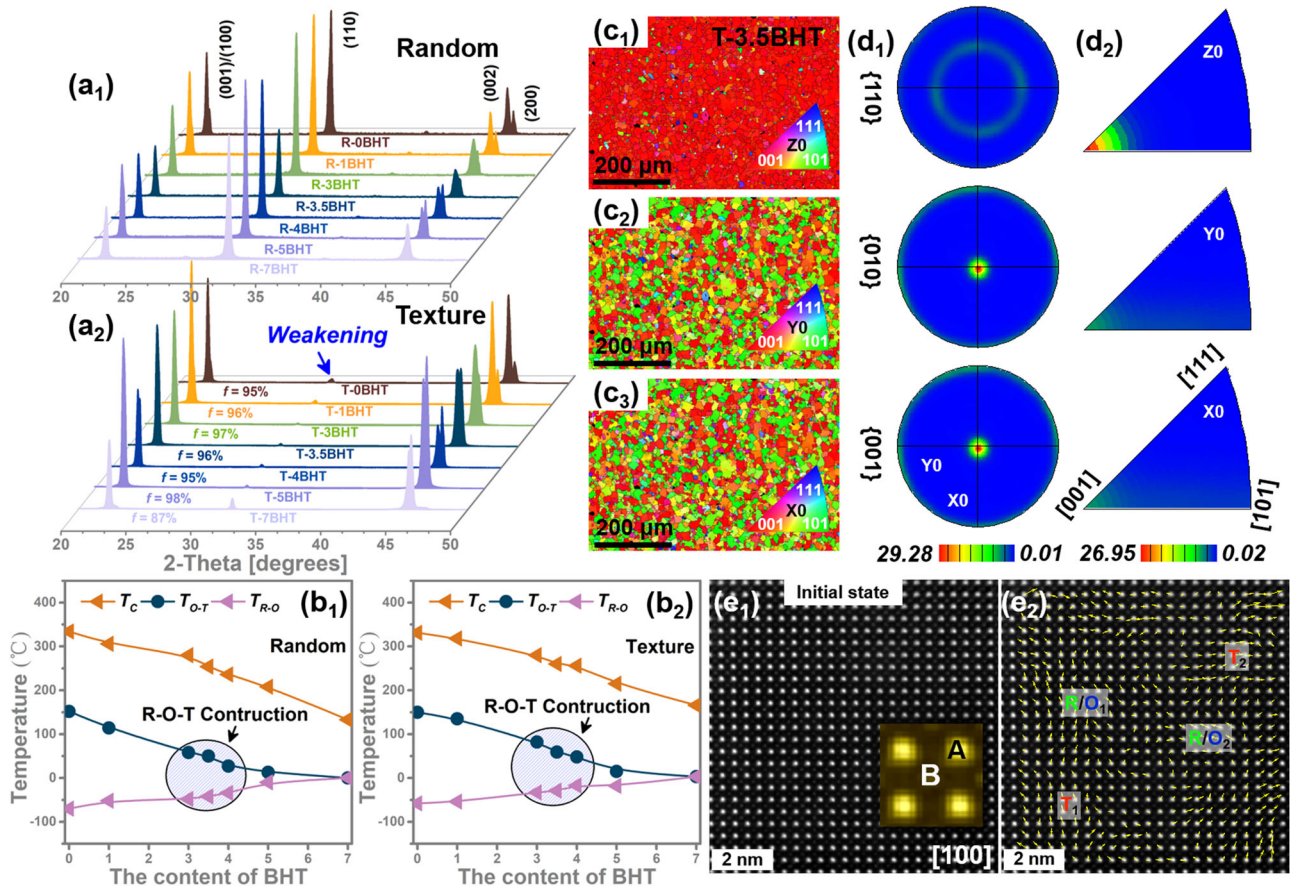 (a1)
(001)/(100)
(110)
Random
(002)
(200)
R-0BHT
R-1BHT
R-3BHT
R-3.5BHT
R-4BHT
R-5BHT
R-7BHT
20 25 30 35 40 45 50
(a2)
Texture
Weakening
f = 95% T-0BHT
f = 96% T-1BHT
f = 97% T-3BHT
f = 96% T-3.5BHT
f = 95% T-4BHT
f = 98% T-5BHT
f = 87% T-7BHT
20 25 30 35 40 45 50
2-Theta [degrees]
(c1) T-3.5BHT
111
Z0
001 101
200 μm
(c2)
111
Y0
001 101
200 μm
(c3)
111
X0
001 101
200 μm
(d1)
{110}
{010}
{001}
Y0
X0
29.28 0.01
(d2)
Z0
Y0
[111]
X0
[001]
[101]
26.95 0.02
(b1)
TC TO-T TR-O
Random
R-O-T Contruction
Temperature (℃)
400
300
200
100
0
-100
0 1 2 3 4 5 6 7
The content of BHT
(b2)
TC TO-T TR-O
Texture
R-O-T Contruction
Temperature (℃)
400
300
200
100
0
-100
0 1 2 3 4 5 6 7
The content of BHT
(e1)
Initial state
A
B
2 nm
[100]
(e2)
T2
R/O1
R/O2
T1
2 nm